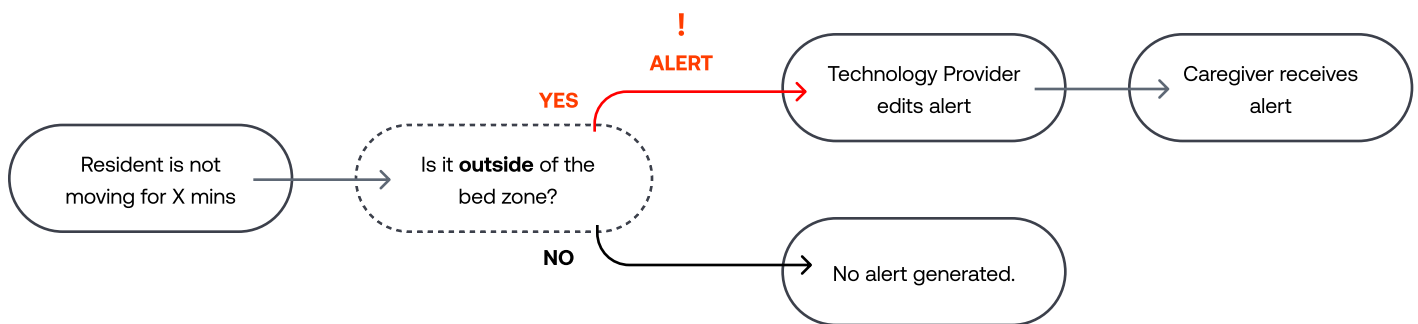 Resident is not
moving for X mins
Is it outside of the
bed zone?
YES
!
ALERT
Technology Provider
edits alert
Caregiver receives
alert
NO
No alert generated.